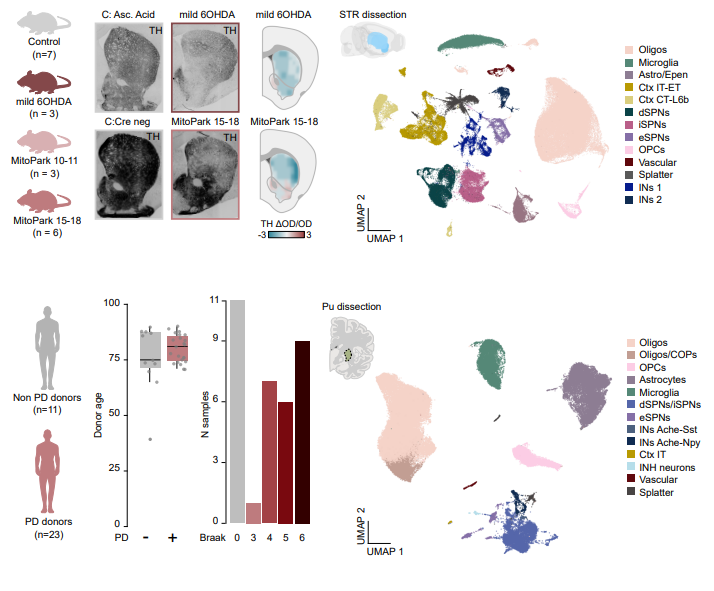 C: Asc. Acid
mild 6OHDA
mild 6OHDA
STR dissection
TH
TH
Control
(n=7)
mild 6OHDA
(n = 3)
C:Cre neg
MitoPark 15-18
MitoPark 15-18
TH
TH
MitoPark 10-11
(n = 3)
MitoPark 15-18
(n = 6)
TH ΔOD/OD
-3
3
UMAP 2
UMAP 1
Oligos
Microglia
Astro/Epen
Ctx IT-ET
Ctx CT-L6b
dSPNs
iSPNs
eSPNs
OPCs
Vascular
Splatter
INs 1
INs 2
Non PD donors
(n=11)
PD donors
(n=23)
Donor age
100
75
50
25
0
PD
-
+
N samples
11
9
6
3
0
Braak
0
3
4
5
6
Pu dissection
UMAP 2
UMAP 1
Oligos
Oligos/COPs
OPCs
Astrocytes
Microglia
dSPNs/iSPNs
eSPNs
INs Ache-Sst
INs Ache-Npy
Ctx IT
INH neurons
Vascular
Splatter